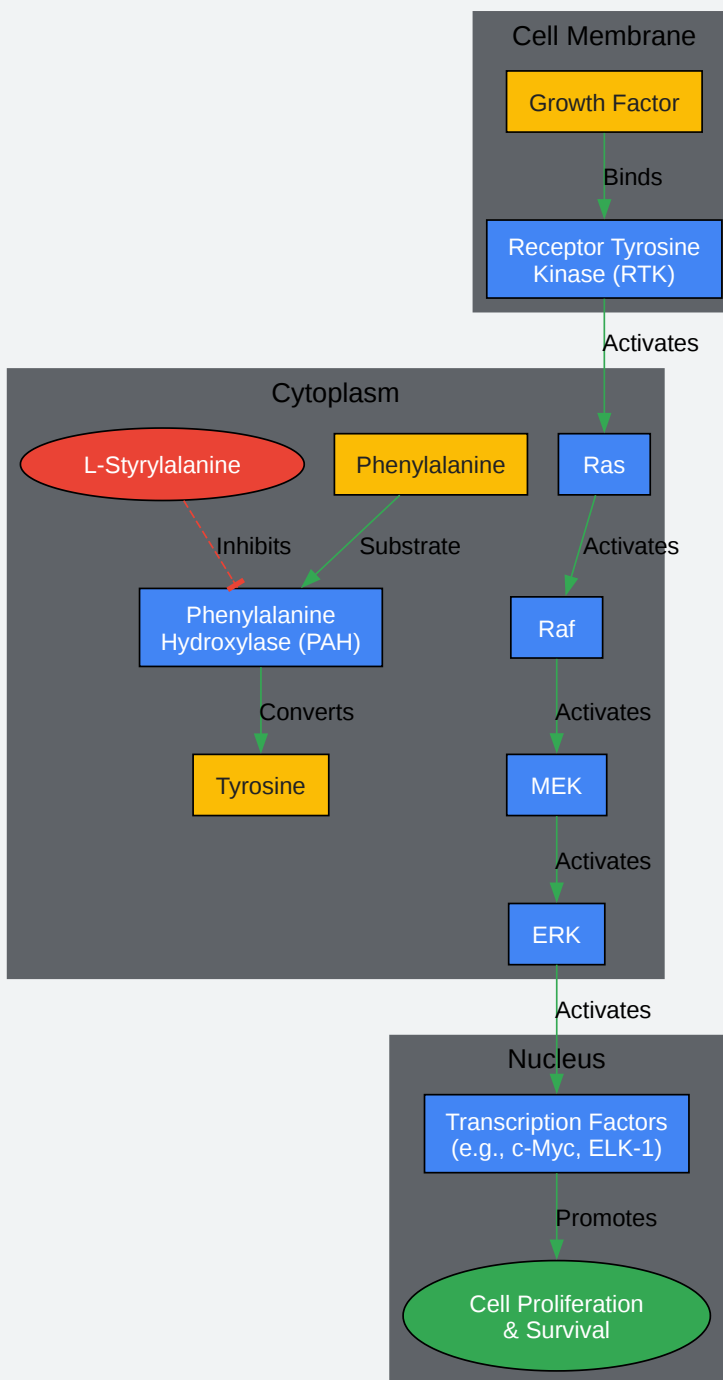 Cell Membrane
Growth Factor
Binds
Receptor Tyrosine
Kinase (RTK)
Activates
Cytoplasm
L-Styrylalanine
Phenylalanine
Ras
Inhibits
Substrate
Activates
Phenylalanine
Hydroxylase (PAH)
Raf
Converts
Activates
Tyrosine
MEK
Activates
ERK
Activates
Nucleus
Transcription Factors
(e.g., c-Myc, ELK-1)
Promotes
Cell Proliferation
& Survival